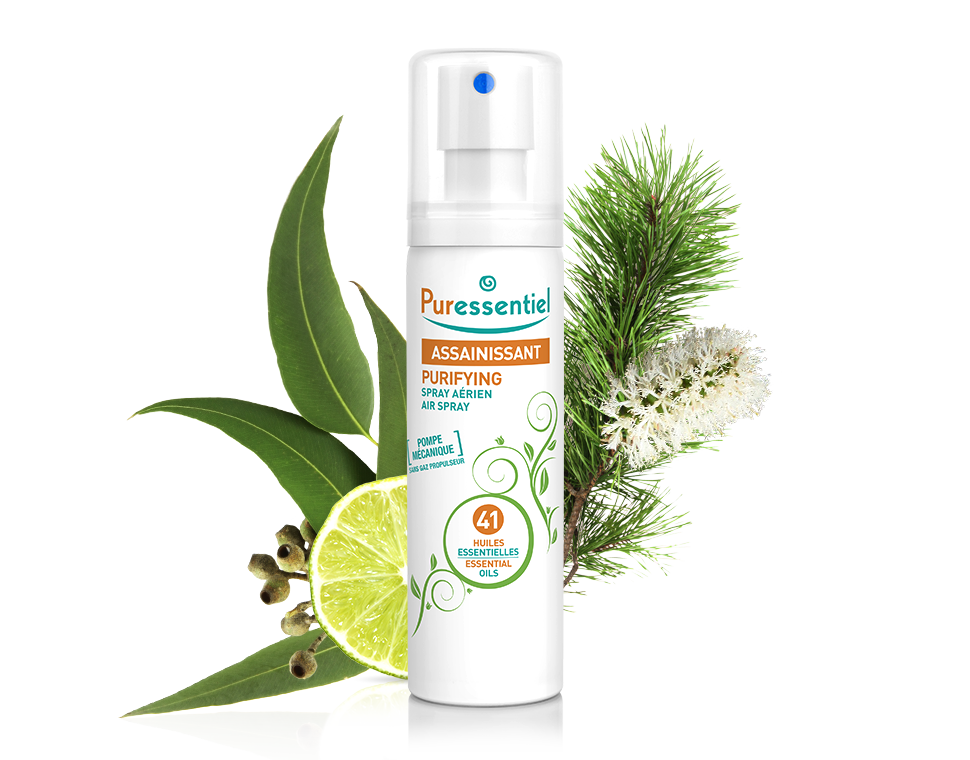 Puressentiel
ASSAINISSANT
PURIFYING
SPRAY AÉRIEN
AIR SPRAY
POMPE
MÉCANIQUE
SANS GAZ PROPULSEUR
41
HUILES
ESSENTIELLES
ESSENTIAL
OILS